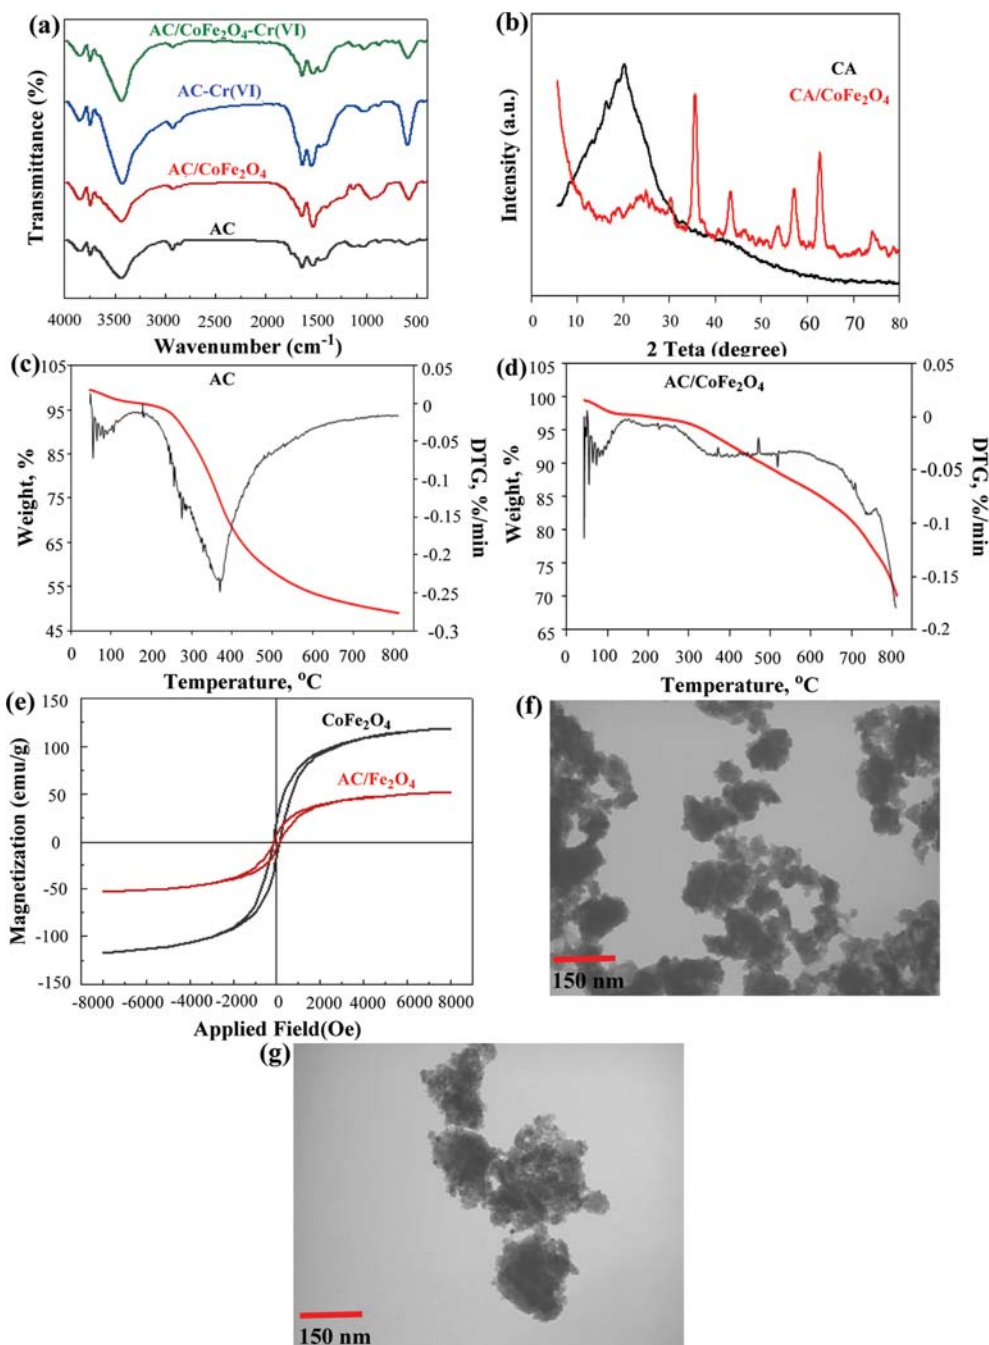 (a)
AC/CoFe₂O₄-Cr(VI)
AC-Cr(VI)
AC/CoFe₂O₄
AC
Transmittance (%)
4000 3000 2500 1500 1000 500
Wavenumber (cm⁻¹)
(b)
CA
CA/CoFe₂O₄
Intensity (a.u.)
0 10 20 30 40 50 60 70 80
2 Teta (degree)
(c)
AC
105
95
85
75
65
55
45
Weight, %
0.05
0
-0.05
-0.1
-0.15
-0.2
-0.25
-0.3
DTG, %/min
0 100 200 300 400 500 600 700 800
Temperature, °C
(d)
AC/CoFe₂O₄
105
100
95
90
85
80
75
70
65
Weight, %
0.05
0
-0.05
-0.1
-0.15
-0.2
DTG, %/min
0 100 200 300 400 500 600 700 800
Temperature, °C
(e)
CoFe₂O₄
AC/Fe₂O₄
150
100
50
0
-50
-100
-150
Magnetization (emu/g)
-8000 -6000 -4000 -2000 0 2000 4000 6000 8000
Applied Field(Oe)
(f)
150 nm
(g)
150 nm